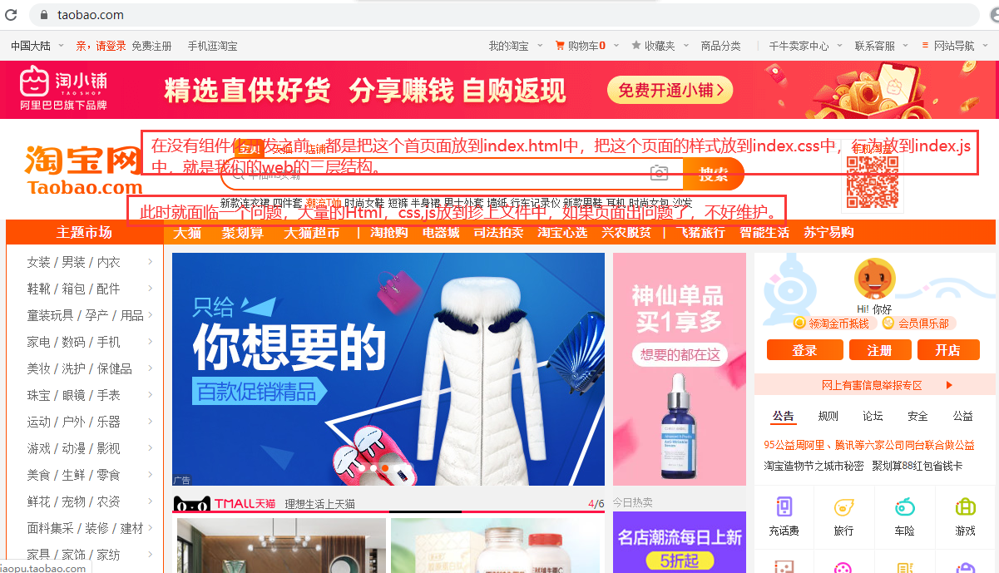 taobao.com
中国大陆 亲，请登录 免费注册 手机逛淘宝 我的淘宝 购物车0 收藏夹 商品分类 千牛卖家中心 联系客服 网站导航
淘小铺
TAO SHOP
阿里巴巴旗下品牌
精选直供好货 分享赚钱 自购返现
免费开通小铺
淘宝网
Taobao.com
在没有组件化开发之前，都是把这个首页面放到index.html中，把这个页面的样式放到index.css中，行为放到index.js
中，就是我们的web的三层结构。
天猫 店铺
手机淘宝
搜索
新款连衣裙 四件套 潮流T恤 时尚女鞋 短裤 半身裙 男士外套 墙纸 行车记录仪 新款男鞋 耳机 时尚女包 沙发
此时就面临一个问题，大量的Html，css,js放到珍上文件中，如果页面出问题了，不好维护。
主题市场 天猫 聚划算 天猫超市 | 淘抢购 电器城 司法拍卖 淘宝心选 兴农脱贫 | 飞猪旅行 智能生活 苏宁易购
女装 / 男装 / 内衣
鞋靴 / 箱包 / 配件
童装玩具 / 孕产 / 用品
家电 / 数码 / 手机
美妆 / 洗护 / 保健品
珠宝 / 眼镜 / 手表
运动 / 户外 / 乐器
游戏 / 动漫 / 影视
美食 / 生鲜 / 零食
鲜花 / 宠物 / 农资
面料集采 / 装修 / 建材
家具 / 家饰 / 家纺
iaopu.taobao.com
只给
你想要的
百款促销精品
广告
TMALL天猫 理想生活上天猫 4/6
神仙单品
买1享多
想要的都在这
今日热卖
名店潮流每日上新
5折起
Hi! 你好
领淘金币抵钱 会员俱乐部
登录 注册 开店
网上有害信息举报专区
公告 规则 论坛 安全 公益
95公益周阿里、腾讯等六家公司同台联合做公益
淘宝造物节之城市秘密 聚划算88红包省钱卡
充话费 旅行 车险 游戏